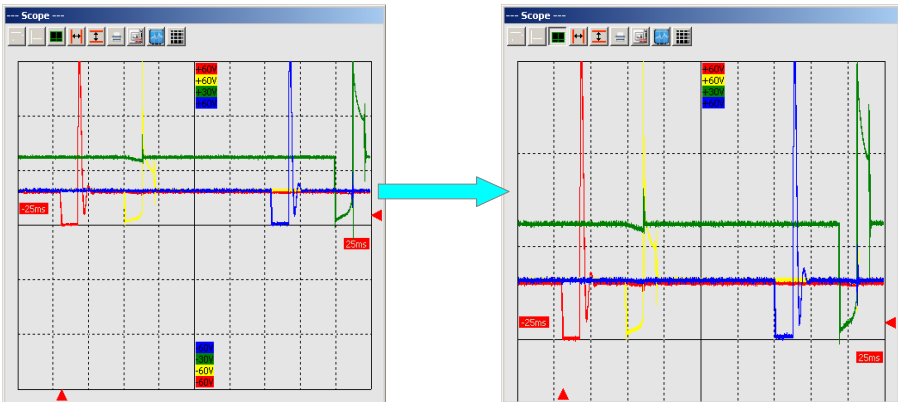 --- Scope ---
+60V
+60V
+30V
+60V
-25ms
25ms
-60V
-30V
-60V
-60V
--- Scope ---
+60V
+60V
+30V
+60V
-25ms
25ms